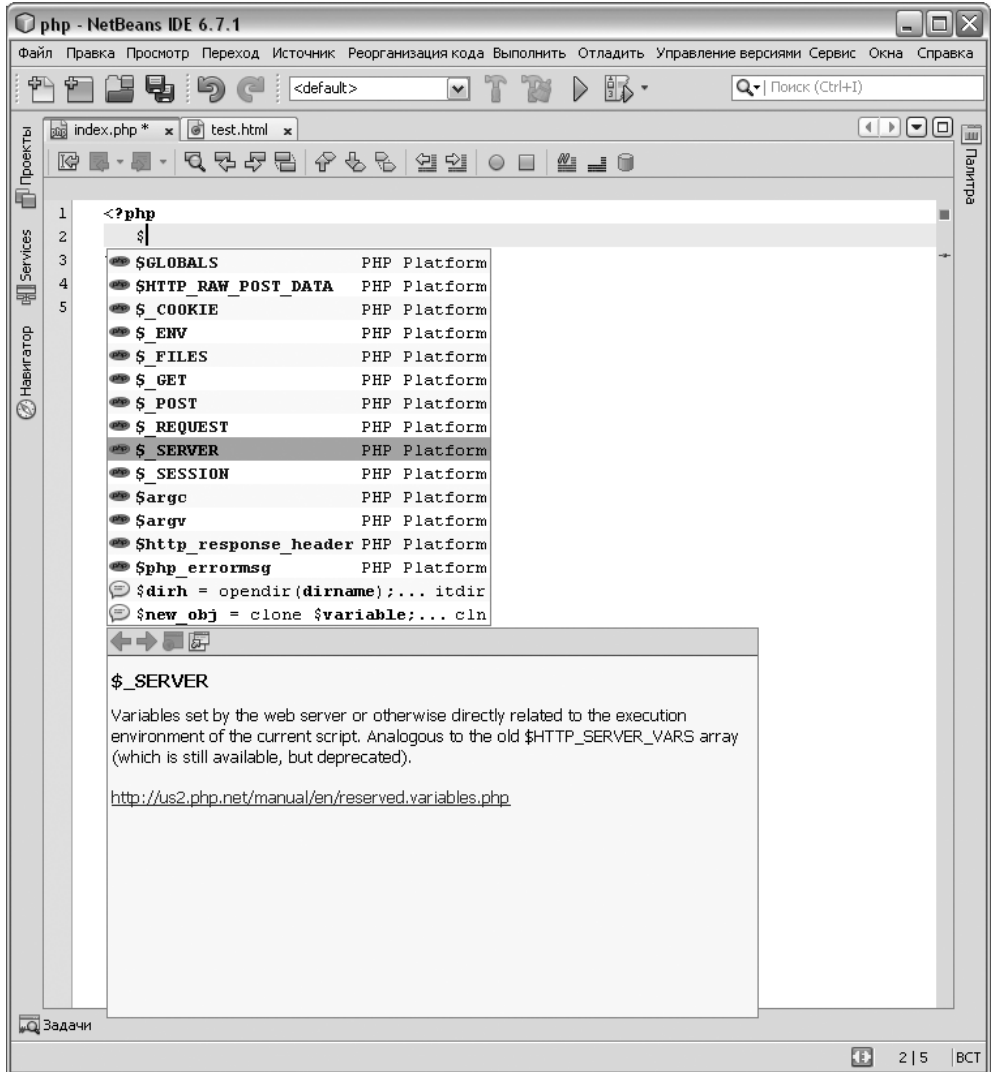 php - NetBeans IDE 6.7.1
Файл Правка Просмотр Переход Источник Реорганизация кода Выполнить Отладить Управление версиями Сервис Окна Справка
<default>
Поиск (Ctrl+I)
index.php * x test.html x
Проекты
Services
Навигатор
Палитра
1 <?php
2 $
3
4
5
$GLOBALS PHP Platform
$HTTP_RAW_POST_DATA PHP Platform
$_COOKIE PHP Platform
$_ENV PHP Platform
$_FILES PHP Platform
$_GET PHP Platform
$_POST PHP Platform
$_REQUEST PHP Platform
$_SERVER PHP Platform
$_SESSION PHP Platform
$argc PHP Platform
$argv PHP Platform
$http_response_header PHP Platform
$php_errormsg PHP Platform
$dirh = opendir(dirname);... itdir
$new_obj = clone $variable;... cln
$_SERVER
Variables set by the web server or otherwise directly related to the execution
environment of the current script. Analogous to the old $HTTP_SERVER_VARS array
(which is still available, but deprecated).
http://us2.php.net/manual/en/reserved.variables.php
Задачи
2|5 ВСТ